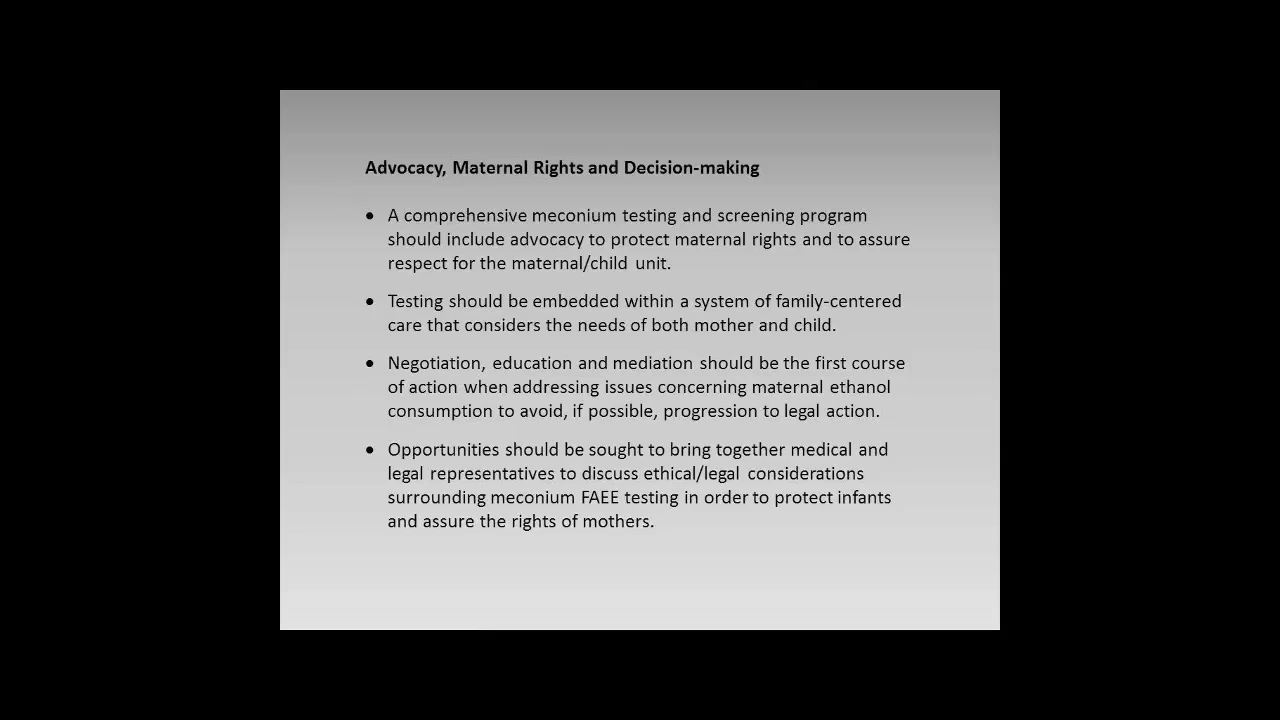 Advocacy, Maternal Rights and Decision-making
• A comprehensive meconium testing and screening program
should include advocacy to protect maternal rights and to assure
respect for the maternal/child unit.
• Testing should be embedded within a system of family-centered
care that considers the needs of both mother and child.
• Negotiation, education and mediation should be the first course
of action when addressing issues concerning maternal ethanol
consumption to avoid, if possible, progression to legal action.
• Opportunities should be sought to bring together medical and
legal representatives to discuss ethical/legal considerations
surrounding meconium FAEE testing in order to protect infants
and assure the rights of mothers.